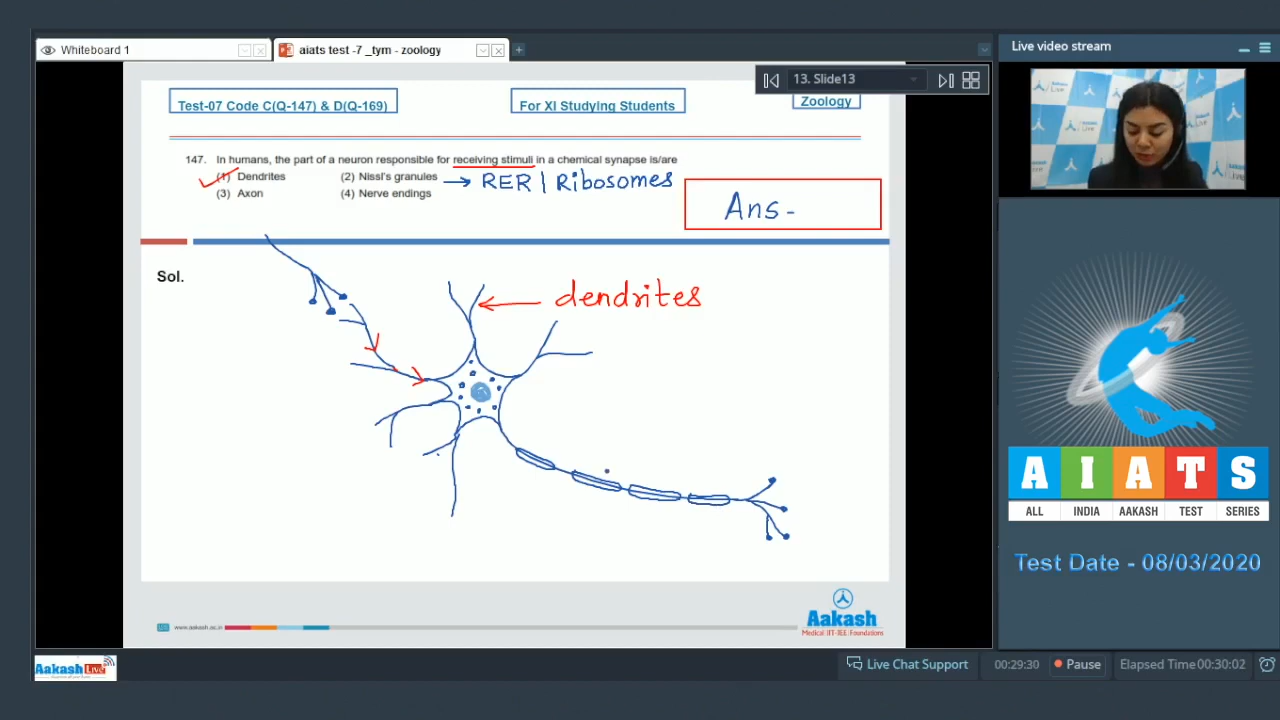 Whiteboard 1
aiats test -7 _tym - zoology
Live video stream
13. Slide13
Test-07 Code C(Q-147) & D(Q-169)
For XI Studying Students
Zoology
147. In humans, the part of a neuron responsible for receiving stimuli in a chemical synapse is/are
(1) Dendrites
(2) Nissl's granules
→ RER | Ribosomes
(3) Axon
(4) Nerve endings
Ans -
Sol.
dendrites
A I A T S
ALL INDIA AAKASH TEST SERIES
Test Date - 08/03/2020
www.aakash.ac.in
Aakash
Medical | IIT-JEE | Foundations
Aakash Live
Live Chat Support
00:29:30
Pause
Elapsed Time 00:30:02